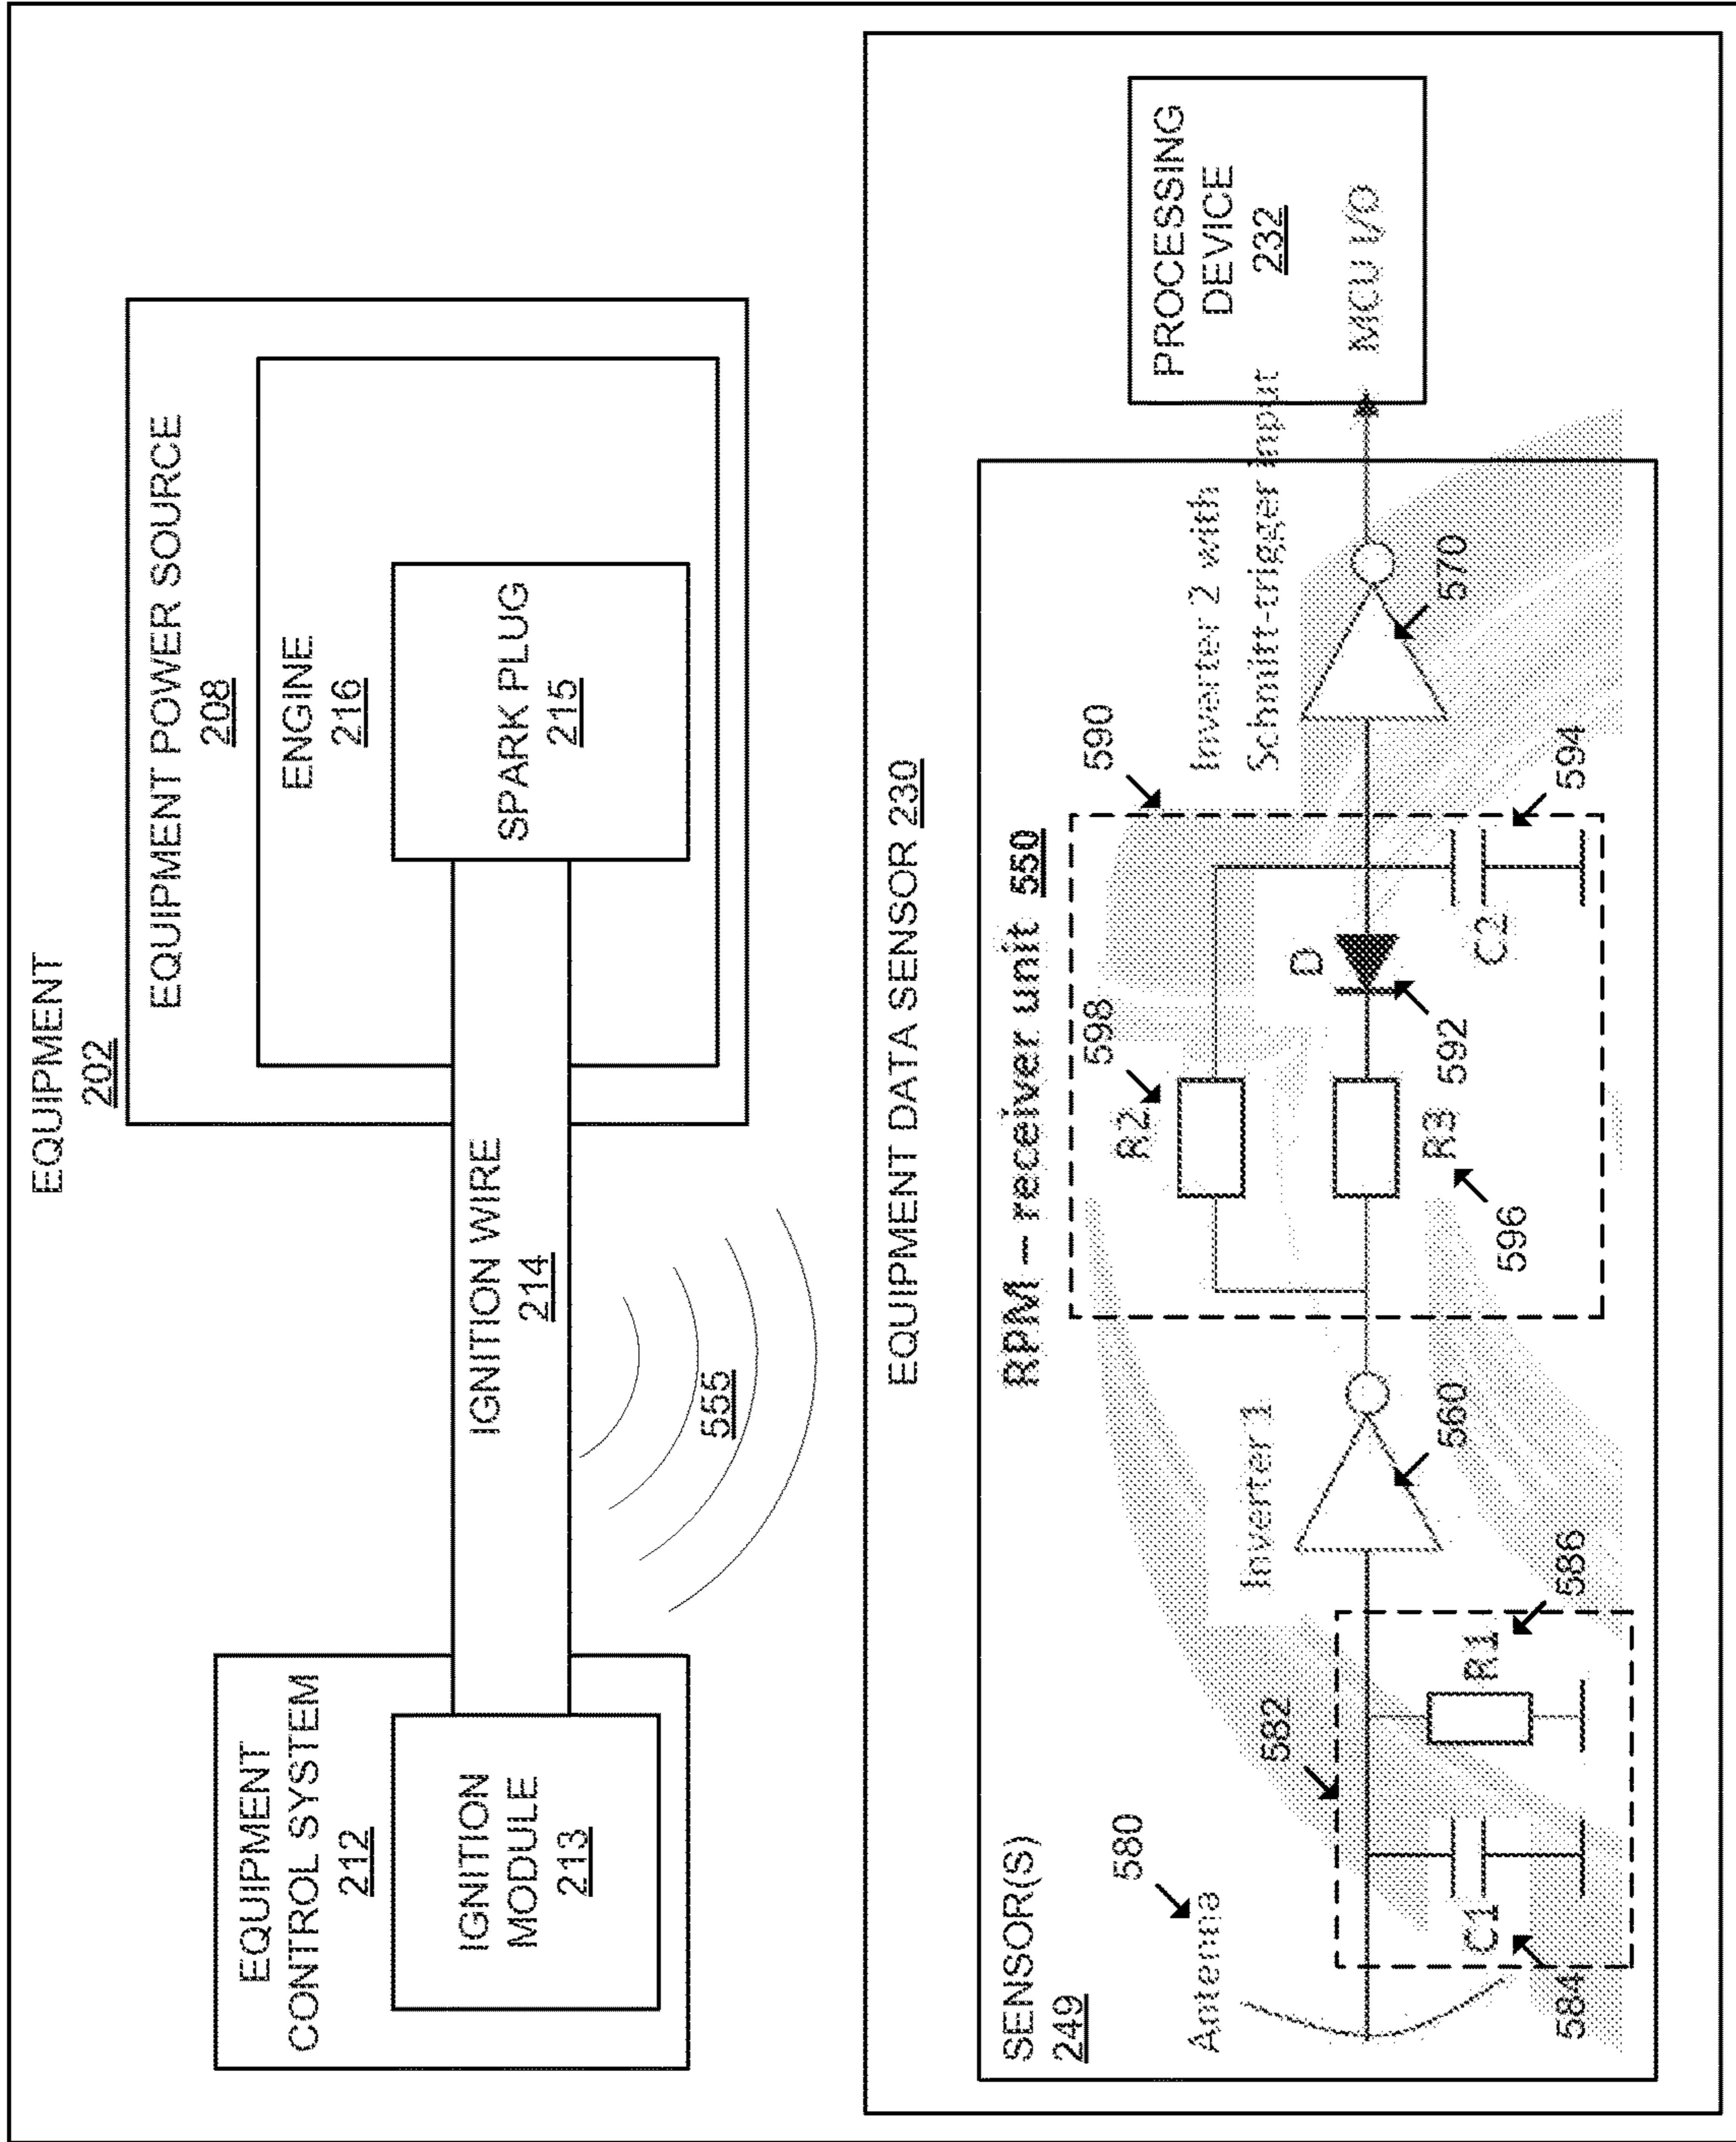 EQUIPMENT
202
EQUIPMENT POWER SOURCE
208
ENGINE
216
SPARK PLUG
215
EQUIPMENT
CONTROL SYSTEM
212
IGNITION
MODULE
213
IGNITION WIRE
214
555
EQUIPMENT DATA SENSOR 230
SENSOR(S)
249
RPM – receiver unit 550
Antenna
580
582
C1
584
R1
586
Inverter 1
560
590
598
R2
R3
596
D
592
C2
594
Inverter 2 with
Schmitt-trigger input
570
PROCESSING
DEVICE
232
MCU I/O